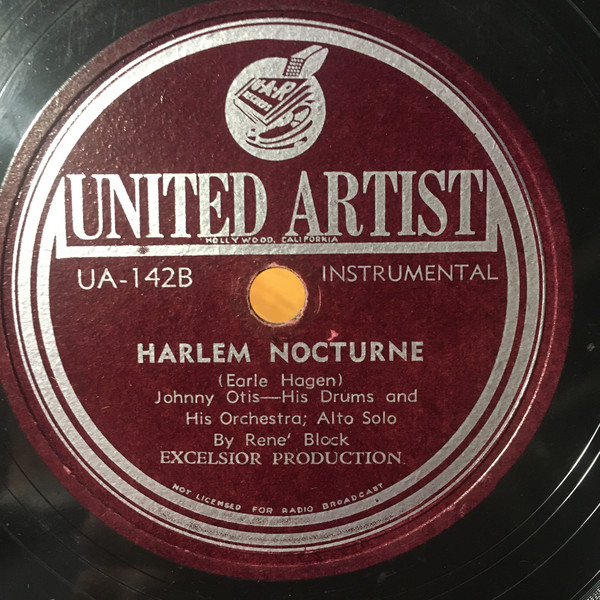 U-A-R
RECORDS
UNITED ARTIST
HOLLYWOOD, CALIFORNIA
UA-142B INSTRUMENTAL
HARLEM NOCTURNE
(Earle Hagen)
Johnny Otis—His Drums and
His Orchestra; Alto Solo
By Rene' Block
EXCELSIOR PRODUCTION
NOT LICENSED FOR RADIO BROADCAST